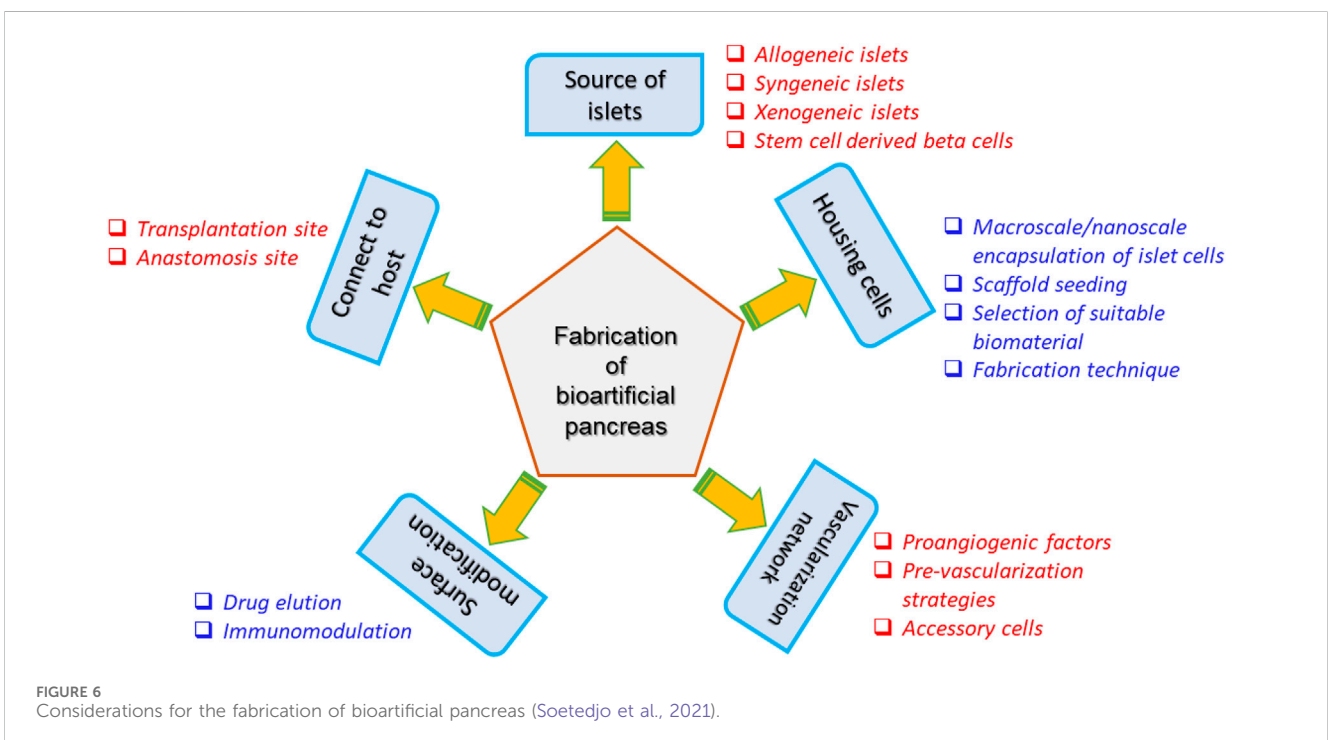 Source of
islets
❑ Allogeneic islets
❑ Syngeneic islets
❑ Xenogeneic islets
❑ Stem cell derived beta cells
Housing cells
❑ Macroscale/nanoscale
encapsulation of islet cells
❑ Scaffold seeding
❑ Selection of suitable
biomaterial
❑ Fabrication technique
Connect to
host
❑ Transplantation site
❑ Anastomosis site
Fabrication
of
bioartificial
pancreas
Vascularization
network
❑ Proangiogenic factors
❑ Pre-vascularization
strategies
❑ Accessory cells
Surface
modification
❑ Drug elution
❑ Immunomodulation
FIGURE 6
Considerations for the fabrication of bioartificial pancreas (Soetedjo et al., 2021).